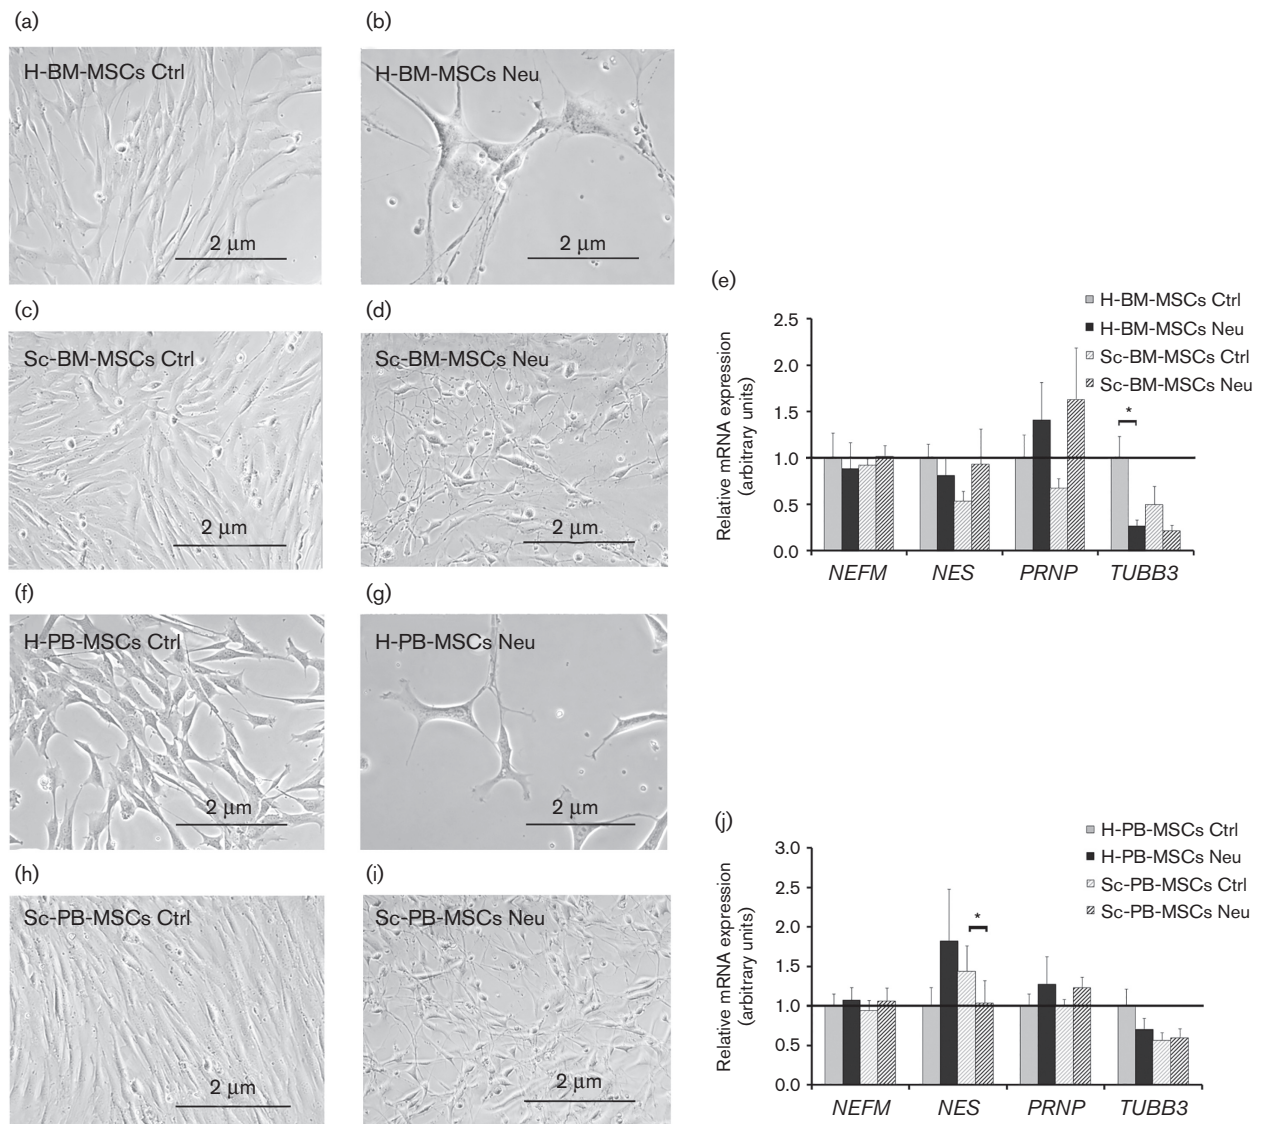 (a)
(b)
H-BM-MSCs Ctrl
H-BM-MSCs Neu
2 μm
2 μm
(c)
(d)
Sc-BM-MSCs Ctrl
Sc-BM-MSCs Neu
2 μm
2 μm
(e)
H-BM-MSCs Ctrl
H-BM-MSCs Neu
Sc-BM-MSCs Ctrl
Sc-BM-MSCs Neu
Relative mRNA expression
(arbitrary units)
2.5
2.0
1.5
1.0
0.5
0.0
*
NEFM NES PRNP TUBB3
(f)
(g)
H-PB-MSCs Ctrl
H-PB-MSCs Neu
2 μm
2 μm
(h)
(i)
Sc-PB-MSCs Ctrl
Sc-PB-MSCs Neu
2 μm
2 μm
(j)
H-PB-MSCs Ctrl
H-PB-MSCs Neu
Sc-PB-MSCs Ctrl
Sc-PB-MSCs Neu
Relative mRNA expression
(arbitrary units)
3.0
2.5
2.0
1.5
1.0
0.5
0.0
*
NEFM NES PRNP TUBB3